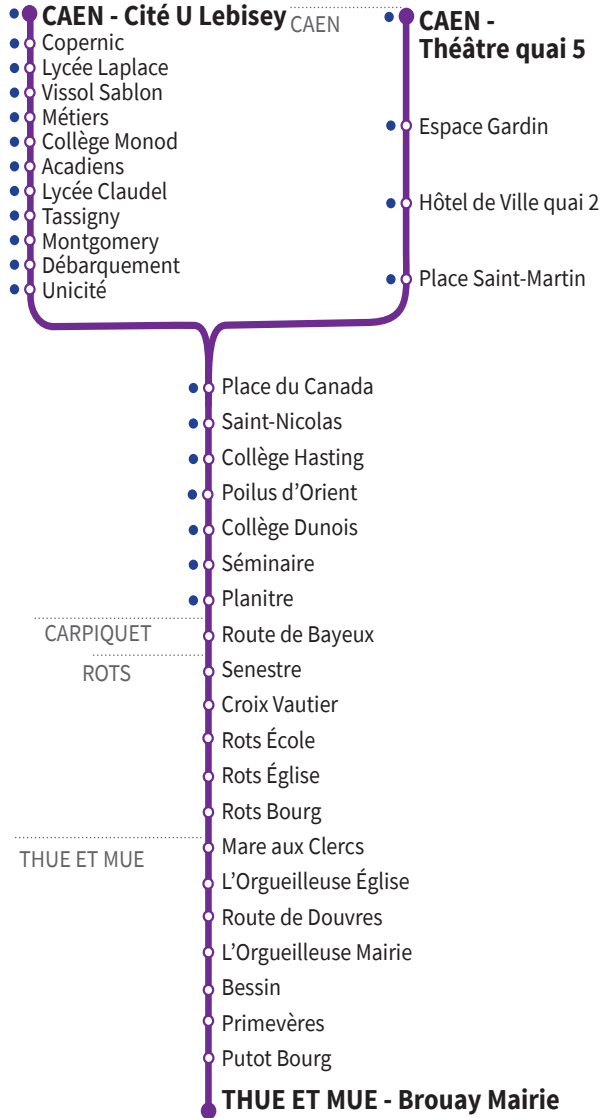 CAEN - Cité U Lebisey
Copernic
Lycée Laplace
Vissol Sablon
Métiers
Collège Monod
Acadiens
Lycée Claudel
Tassigny
Montgomery
Débarquement
Unicité
CAEN
CAEN -
Théâtre quai 5
Espace Gardin
Hôtel de Ville quai 2
Place Saint-Martin
Place du Canada
Saint-Nicolas
Collège Hasting
Poilus d’Orient
Collège Dunois
Séminaire
Planitre
CARPIQUET
Route de Bayeux
ROTS
Senestre
Croix Vautier
Rots École
Rots Église
Rots Bourg
THUE ET MUE
Mare aux Clercs
L’Orgueilleuse Église
Route de Douvres
L’Orgueilleuse Mairie
Bessin
Primevères
Putot Bourg
THUE ET MUE - Brouay Mairie